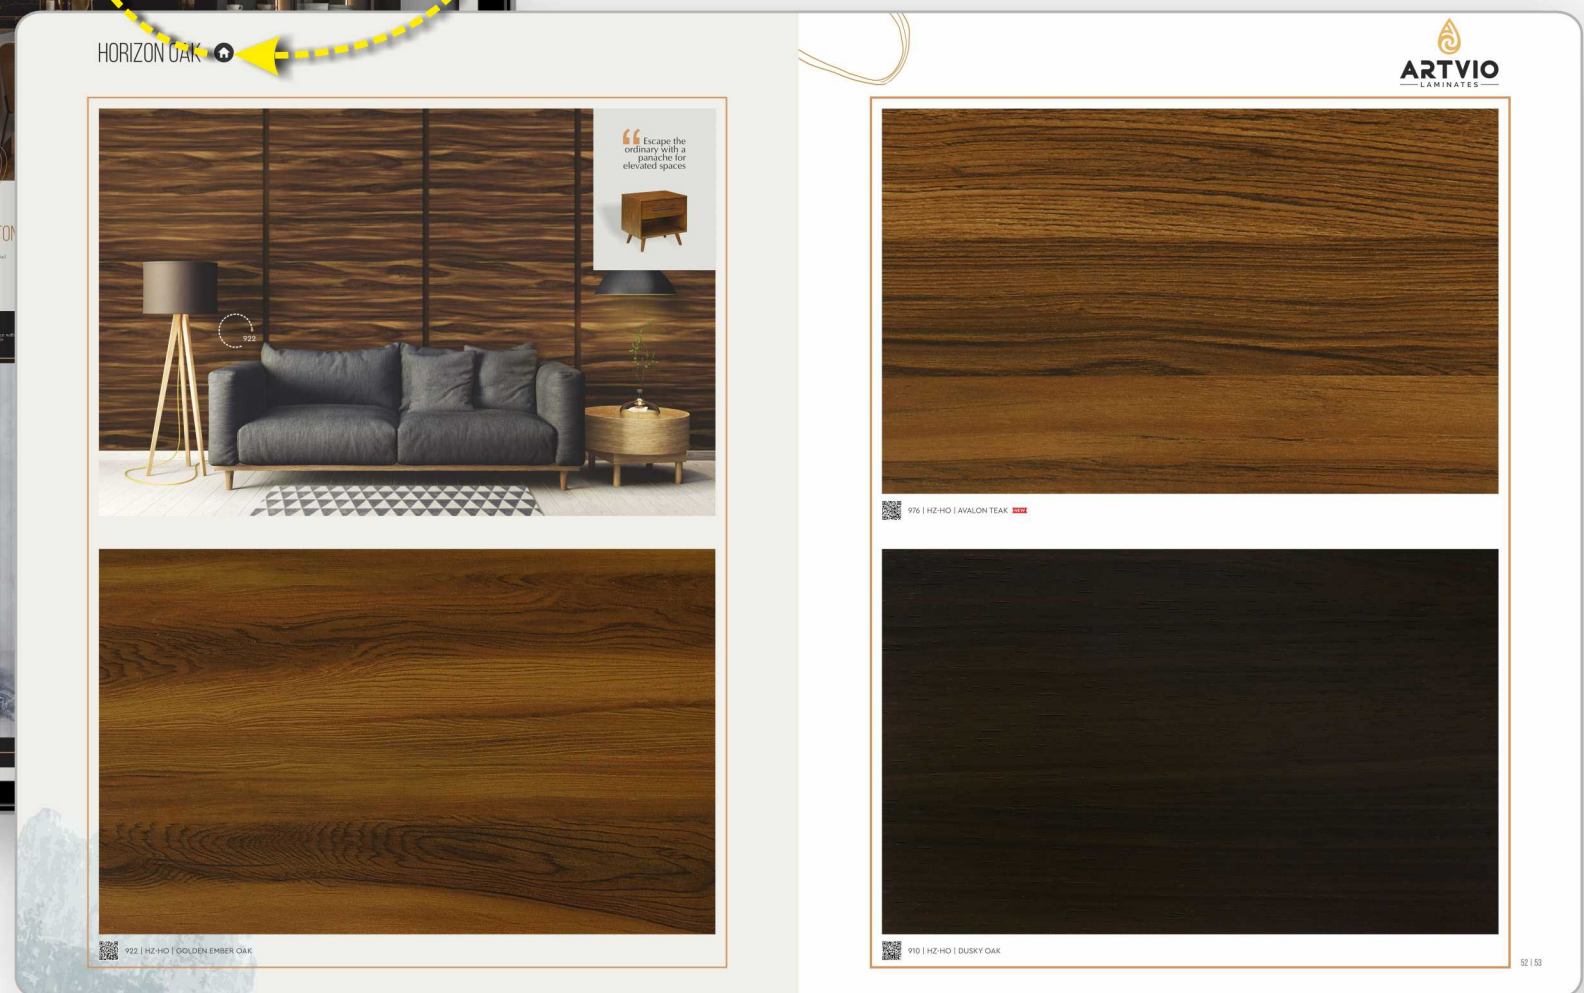 HORIZON OAK
ARTVIO
LAMINATES
Escape the
ordinary with a
panache for
elevated spaces
922
976 | HZ-HO | AVALON TEAK NEW
922 | HZ-HO | GOLDEN EMBER OAK
910 | HZ-HO | DUSKY OAK
52 | 53